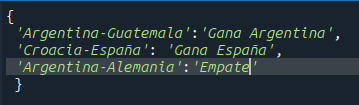 {
'Argentina-Guatemala':'Gana Argentina',
'Croacia-España': 'Gana España',
'Argentina-Alemania':'Empate'
}